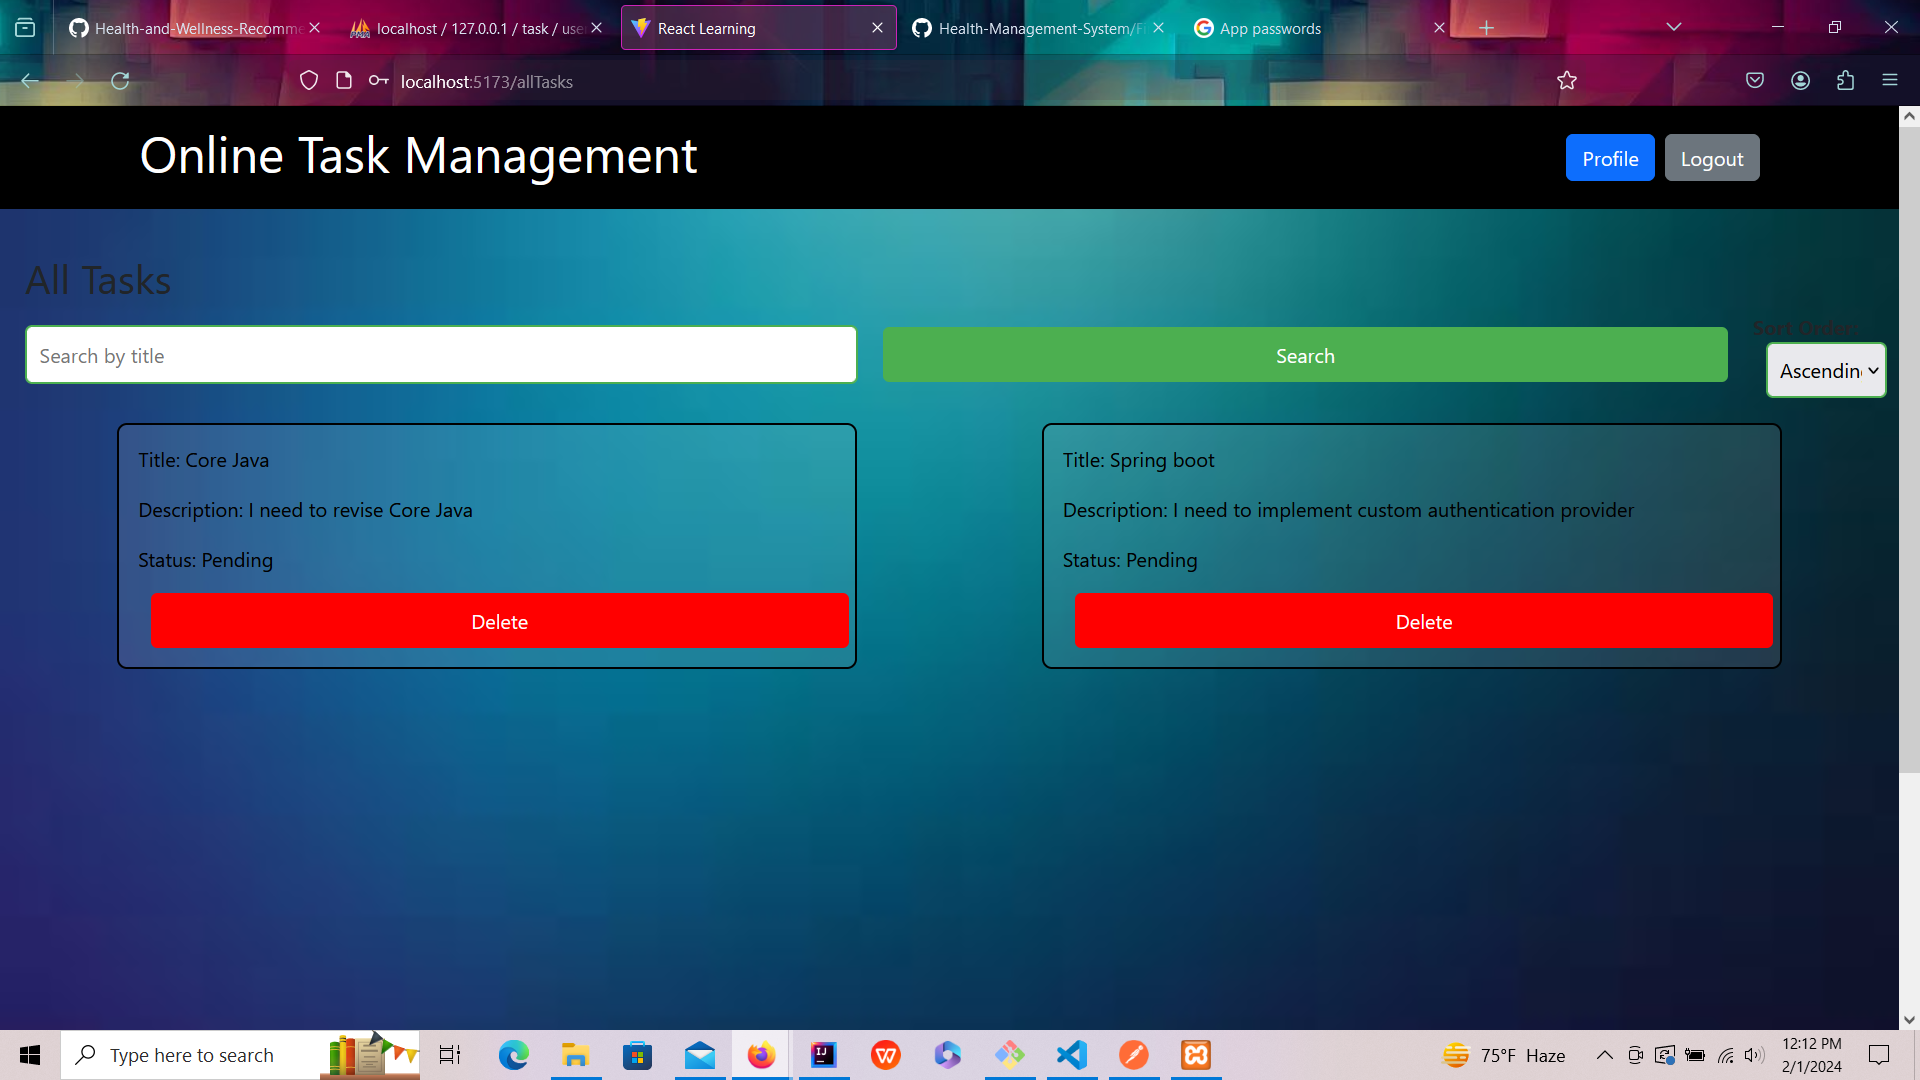 Health-and-Wellness-Recomme
localhost / 127.0.0.1 / task / use
React Learning
Health-Management-System/F
App passwords
localhost:5173/allTasks
Online Task Management
Profile
Logout
All Tasks
Sort Order:
Search by title
Search
Ascendin
Title: Core Java
Description: I need to revise Core Java
Status: Pending
Delete
Title: Spring boot
Description: I need to implement custom authentication provider
Status: Pending
Delete
Type here to search
75°F Haze
12:12 PM
2/1/2024